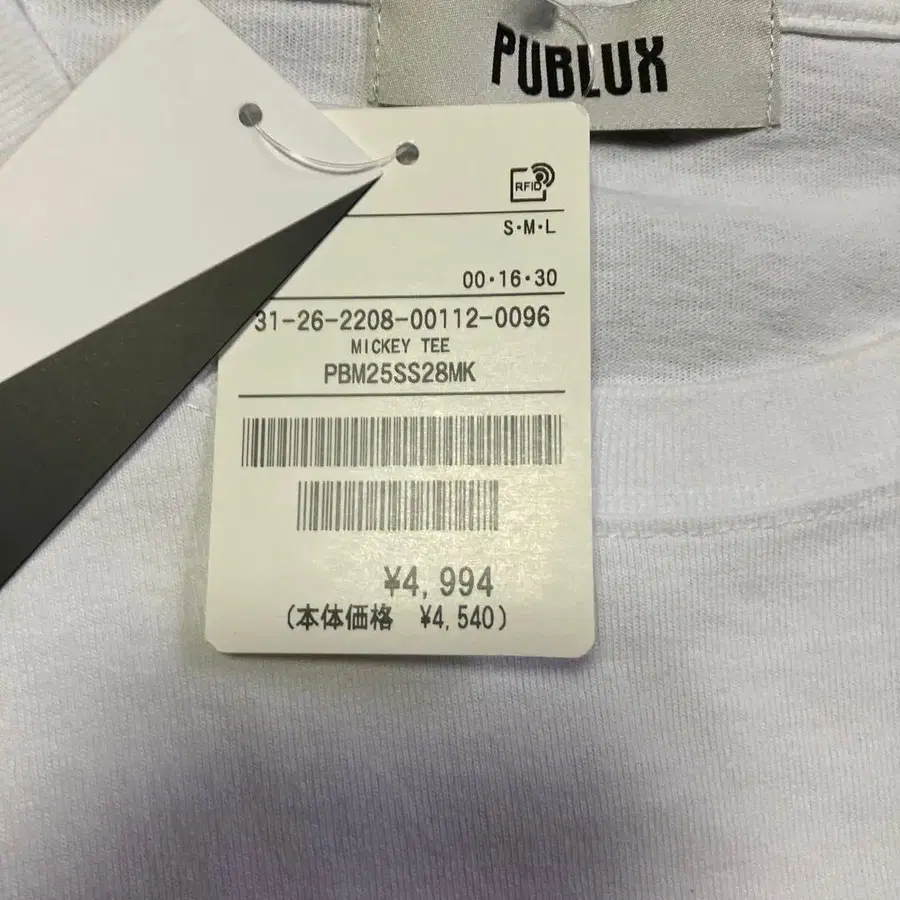 PUBLUX
RFID
S・M・L
00・16・30
31-26-2208-00112-0096
MICKEY TEE
PBM25SS28MK
¥4,994
(本体価格 ¥4,540)